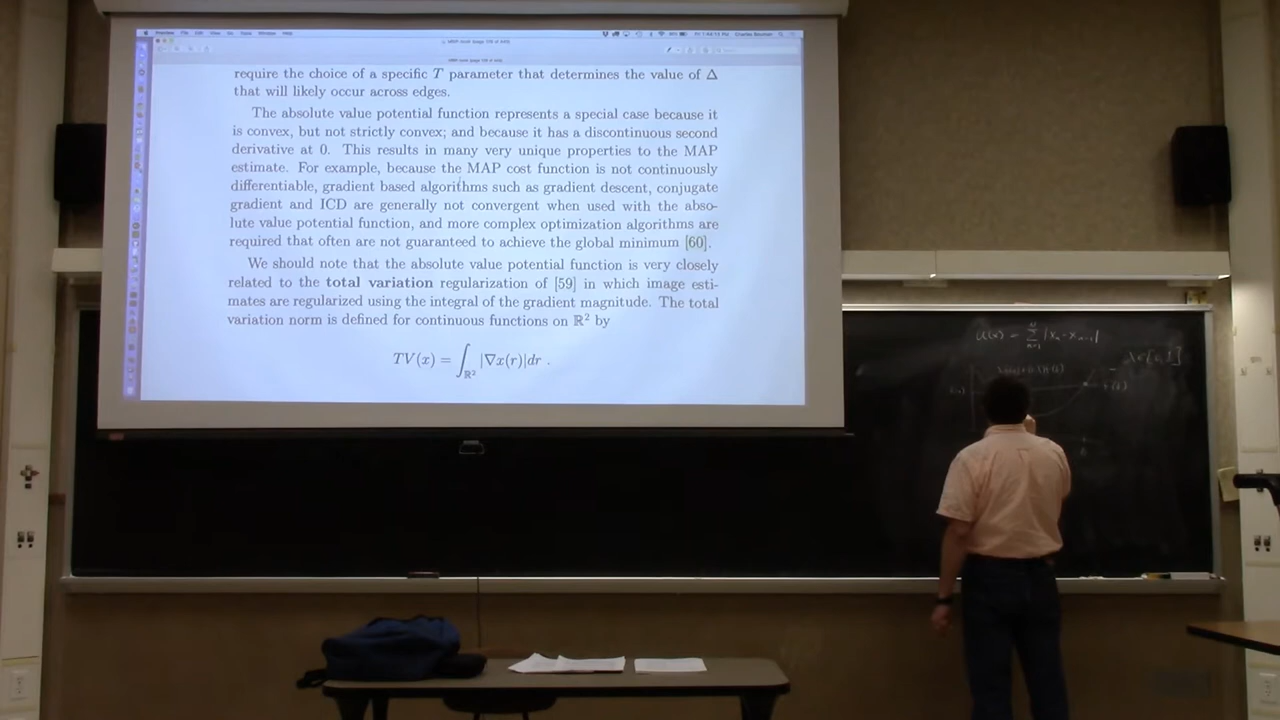 require the choice of a specific T parameter that determines the value of Δ
that will likely occur across edges.
The absolute value potential function represents a special case because it
is convex, but not strictly convex; and because it has a discontinuous second
derivative at 0. This results in many very unique properties to the MAP
estimate. For example, because the MAP cost function is not continuously
differentiable, gradient based algorithms such as gradient descent, conjugate
gradient and ICD are generally not convergent when used with the abso-
lute value potential function, and more complex optimization algorithms are
required that often are not guaranteed to achieve the global minimum [60].
We should note that the absolute value potential function is very closely
related to the total variation regularization of [59] in which image esti-
mates are regularized using the integral of the gradient magnitude. The total
variation norm is defined for continuous functions on ℝ² by
TV(x) = ∫_ℝ² |∇x(r)|dr .